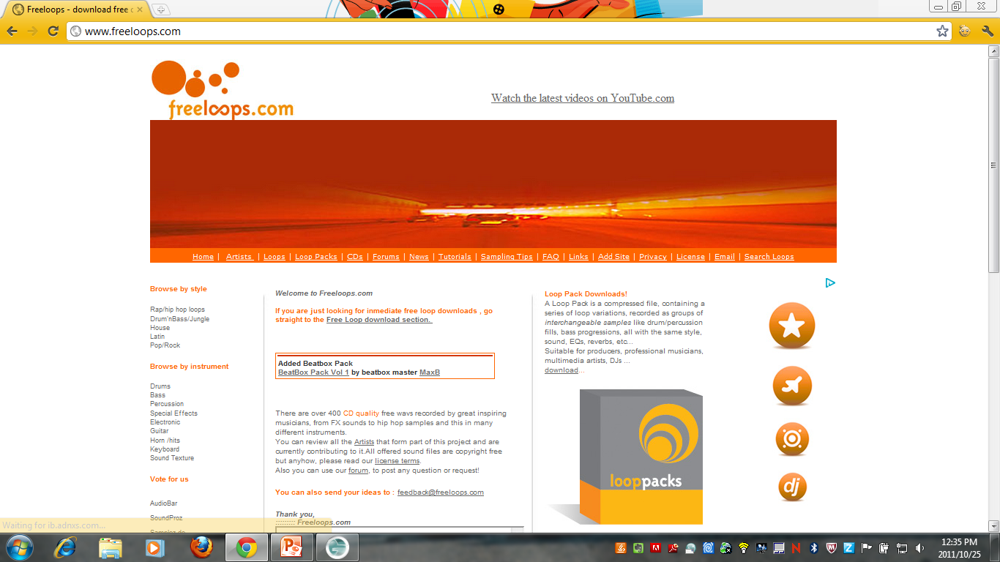 Freeloops - download free
www.freeloops.com
freeloops.com
Watch the latest videos on YouTube.com
Home | Artists | Loops | Loop Packs | CDs | Forums | News | Tutorials | Sampling Tips | FAQ | Links | Add Site | Privacy | License | Email | Search Loops
Browse by style
Rap/hip hop loops
Drum'nBass/Jungle
House
Latin
Pop/Rock
Browse by instrument
Drums
Bass
Percussion
Special Effects
Electronic
Guitar
Horn /hits
Keyboard
Sound Texture
Vote for us
AudioBar
SoundProz
Samplez.de
Waiting for ib.adnxs.com...
Welcome to Freeloops.com
If you are just looking for inmediate free loop downloads , go
straight to the Free Loop download section.
Added Beatbox Pack
BeatBox Pack Vol 1 by beatbox master MaxB
There are over 400 CD quality free wavs recorded by great inspiring
musicians, from FX sounds to hip hop samples and this in many
different instruments.
You can review all the Artists that form part of this project and are
currently contributing to it.All offered sound files are copyright free
but anyhow, please read our license terms.
Also you can use our forum, to post any question or request!
You can also send your ideas to : feedback@freeloops.com
Thank you,
::::::::: Freeloops.com
Loop Pack Downloads!
A Loop Pack is a compressed file, containing a
series of loop variations, recorded as groups of
interchangeable samples like drum/percussion
fills, bass progressions, all with the same style,
sound, EQs, reverbs, etc...
Suitable for producers, professional musicians,
multimedia artists, DJs ...
download...
looppacks
dj
12:35 PM
2011/10/25